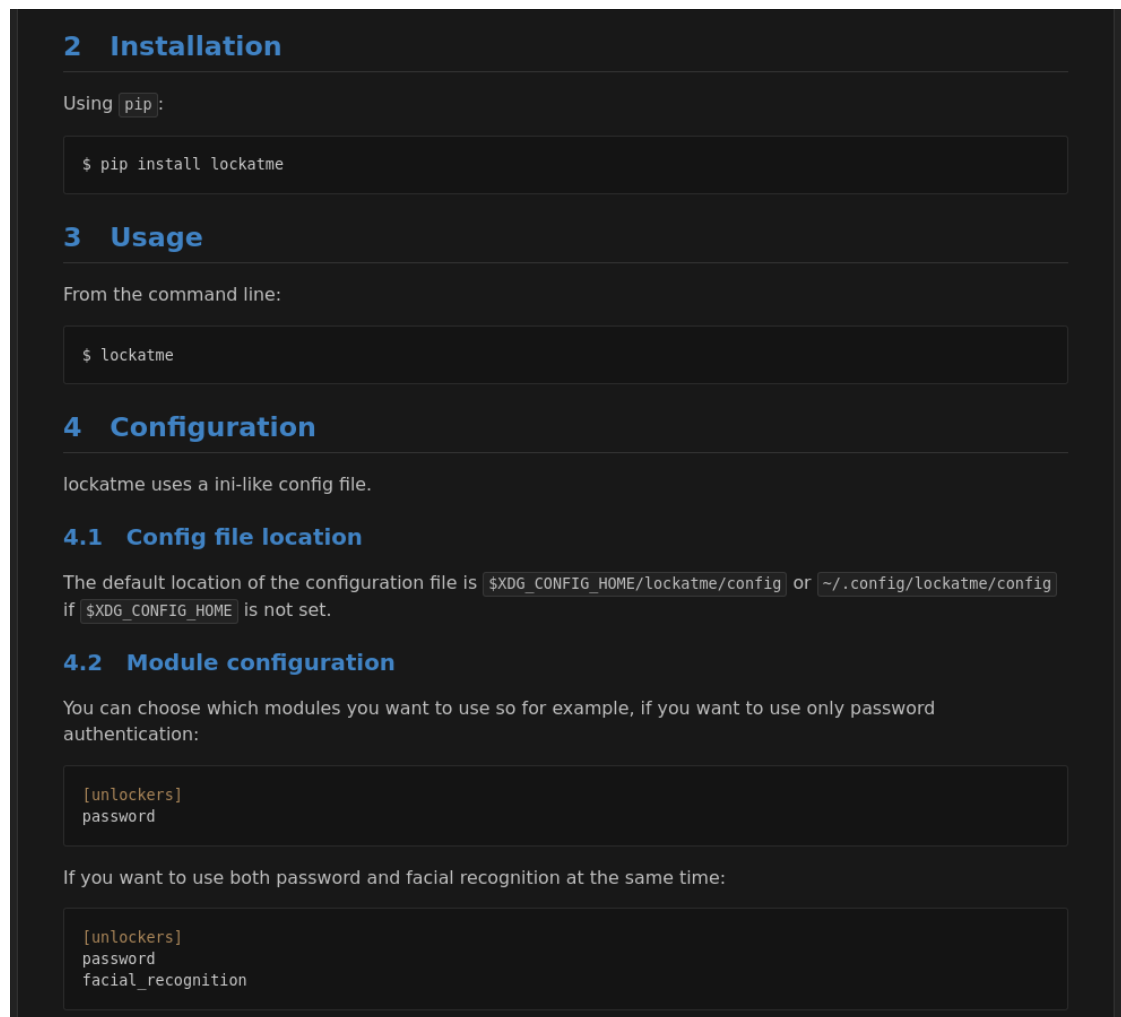 2 Installation
Using pip:
$ pip install lockatme
3 Usage
From the command line:
$ lockatme
4 Configuration
lockatme uses a ini-like config file.
4.1 Config file location
The default location of the configuration file is $XDG_CONFIG_HOME/lockatme/config or ~/.config/lockatme/config
if $XDG_CONFIG_HOME is not set.
4.2 Module configuration
You can choose which modules you want to use so for example, if you want to use only password
authentication:
[unlockers]
password
If you want to use both password and facial recognition at the same time:
[unlockers]
password
facial_recognition